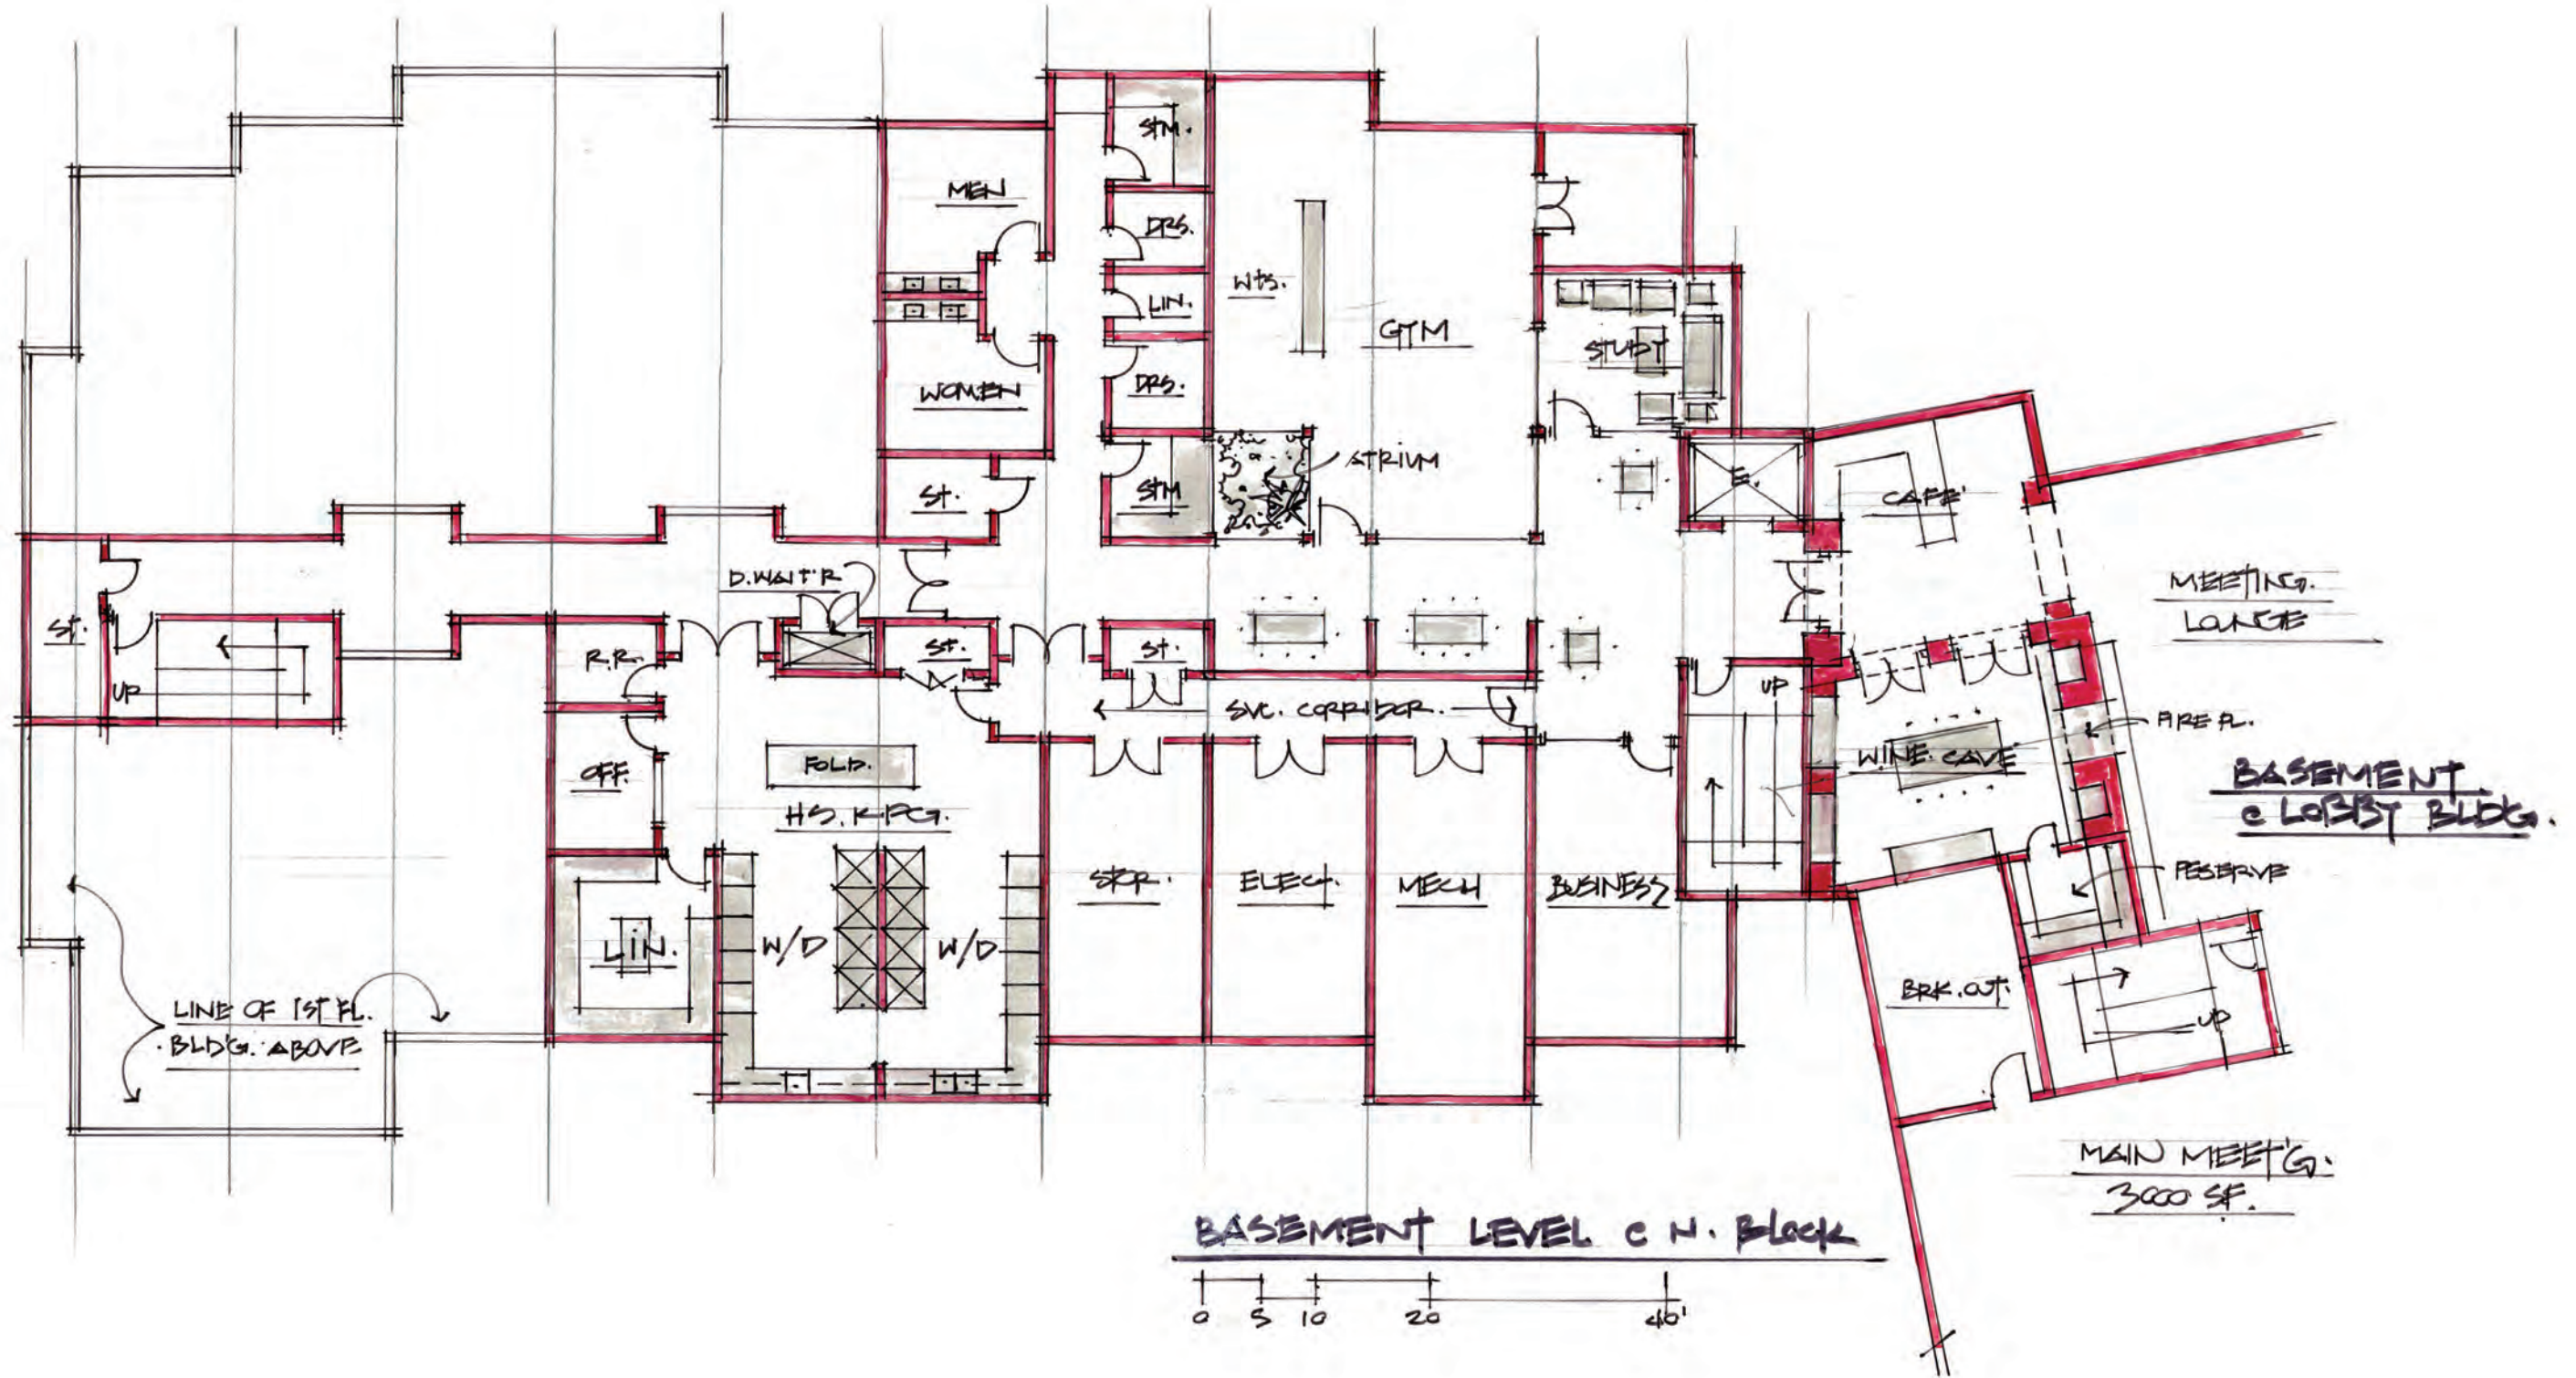 STM.
MEN
DRS.
Wts.
LIN.
GYM
STUDY
DRS.
WOMEN
ATRIUM
E.
St.
STM
CAFE'
D.WAIT'R
MEETING.
LOUNGE
St.
R.R.
St.
St.
UP
UP
SVC. CORRIDOR.
FIRE PL.
WINE CAVE
OFF.
FOLD.
HS. KPG.
BASEMENT
@ LOBBY BLDG.
STOR.
ELECT.
MECH
BUSINESS
RESERVE
LIN.
W/D
W/D
BRK. OUT.
UP
LINE OF 1ST FL.
BLD'G. ABOVE
MAIN MEET'G.
3000 SF.
BASEMENT LEVEL @ N. Block
0 5 10 20 40'